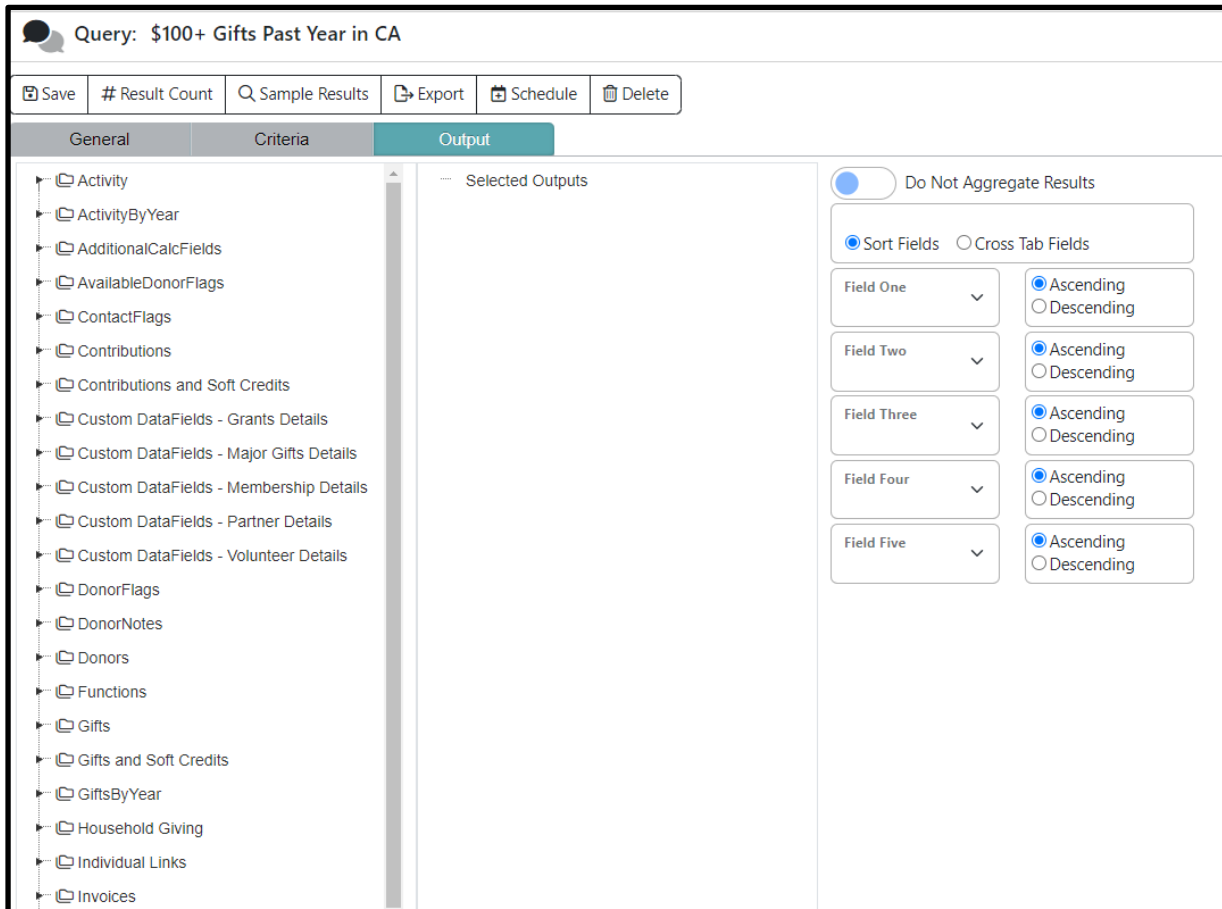 Query: $100+ Gifts Past Year in CA
Save # Result Count Sample Results Export Schedule Delete
General Criteria Output
Activity
ActivityByYear
AdditionalCalcFields
AvailableDonorFlags
ContactFlags
Contributions
Contributions and Soft Credits
Custom DataFields - Grants Details
Custom DataFields - Major Gifts Details
Custom DataFields - Membership Details
Custom DataFields - Partner Details
Custom DataFields - Volunteer Details
DonorFlags
DonorNotes
Donors
Functions
Gifts
Gifts and Soft Credits
GiftsByYear
Household Giving
Individual Links
Invoices
Selected Outputs
Do Not Aggregate Results
Sort Fields Cross Tab Fields
Field One
Ascending
Descending
Field Two
Ascending
Descending
Field Three
Ascending
Descending
Field Four
Ascending
Descending
Field Five
Ascending
Descending